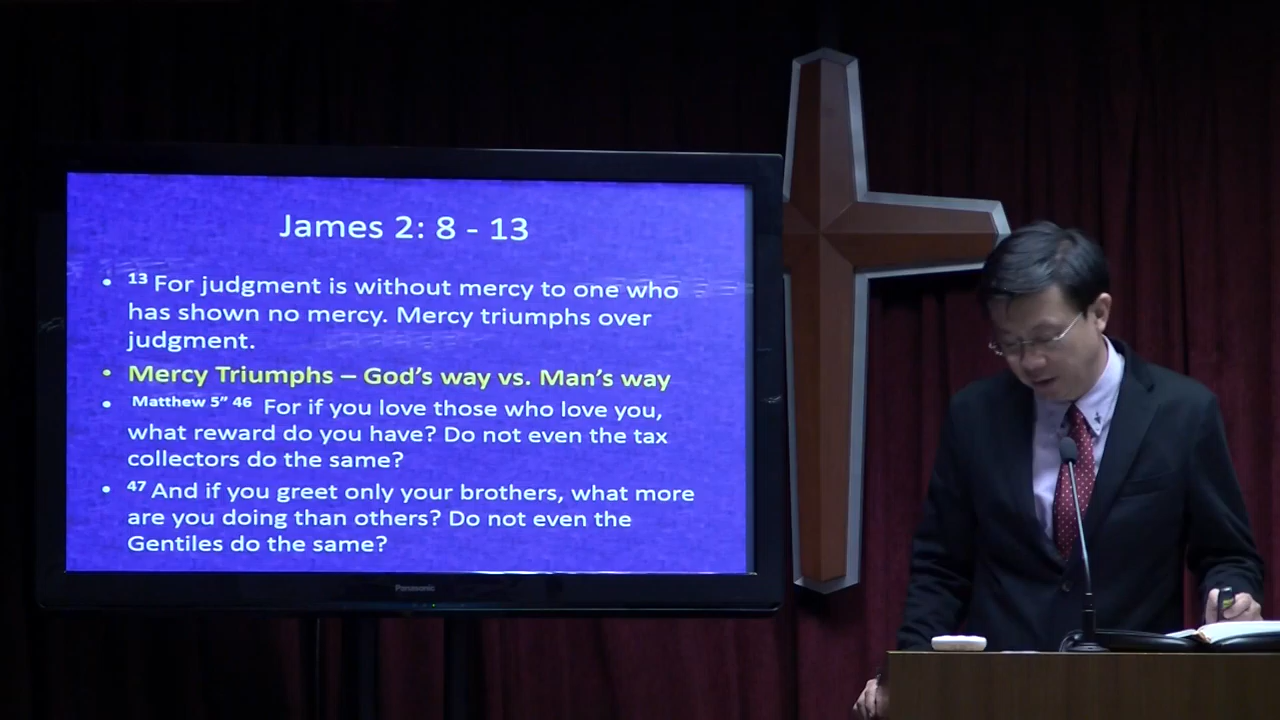 James 2: 8 - 13
• 13 For judgment is without mercy to one who
has shown no mercy. Mercy triumphs over
judgment.
• Mercy Triumphs – God's way vs. Man's way
• Matthew 5" 46 For if you love those who love you,
what reward do you have? Do not even the tax
collectors do the same?
• 47 And if you greet only your brothers, what more
are you doing than others? Do not even the
Gentiles do the same?
Panasonic